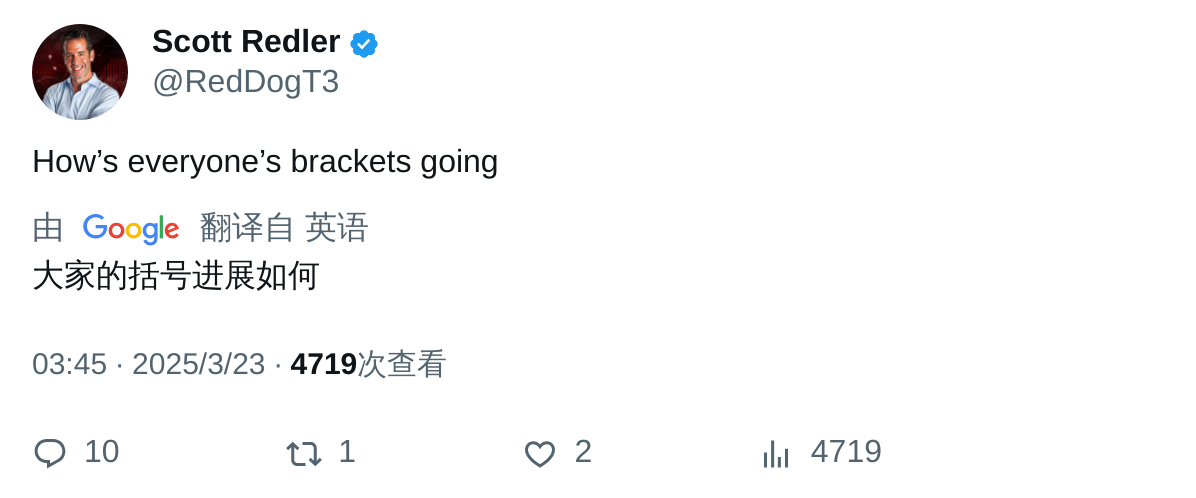 Scott Redler
@RedDogT3
How’s everyone’s brackets going
由 Google 翻译自 英语
大家的括号进展如何
03:45 · 2025/3/23 · 4719次查看
10 1 2 4719